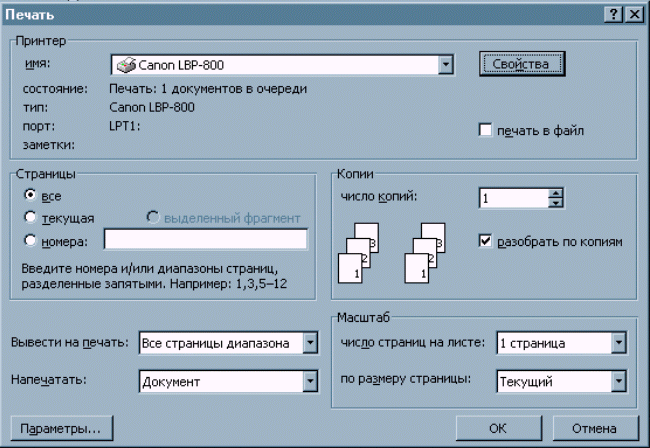 Печать
Принтер
имя:
Canon LBP-800
Свойства
состояние: Печать: 1 документов в очереди
тип: Canon LBP-800
порт: LPT1:
печать в файл
заметки:
Страницы
все
текущая
выделенный фрагмент
номера:
Введите номера и/или диапазоны страниц,
разделенные запятыми. Например: 1,3,5–12
Копии
число копий: 1
3 3
2 2
1 1
разобрать по копиям
Вывести на печать: Все страницы диапазона
Напечатать: Документ
Масштаб
число страниц на листе: 1 страница
по размеру страницы: Текущий
Параметры...
OK
Отмена